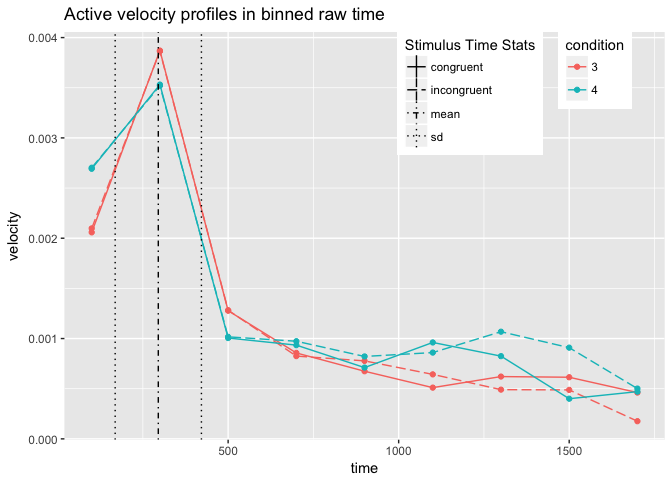 Active velocity profiles in binned raw time
Stimulus Time Stats
congruent
incongruent
mean
sd
condition
3
4
0.004
0.003
0.002
0.001
0.000
velocity
500
1000
1500
time